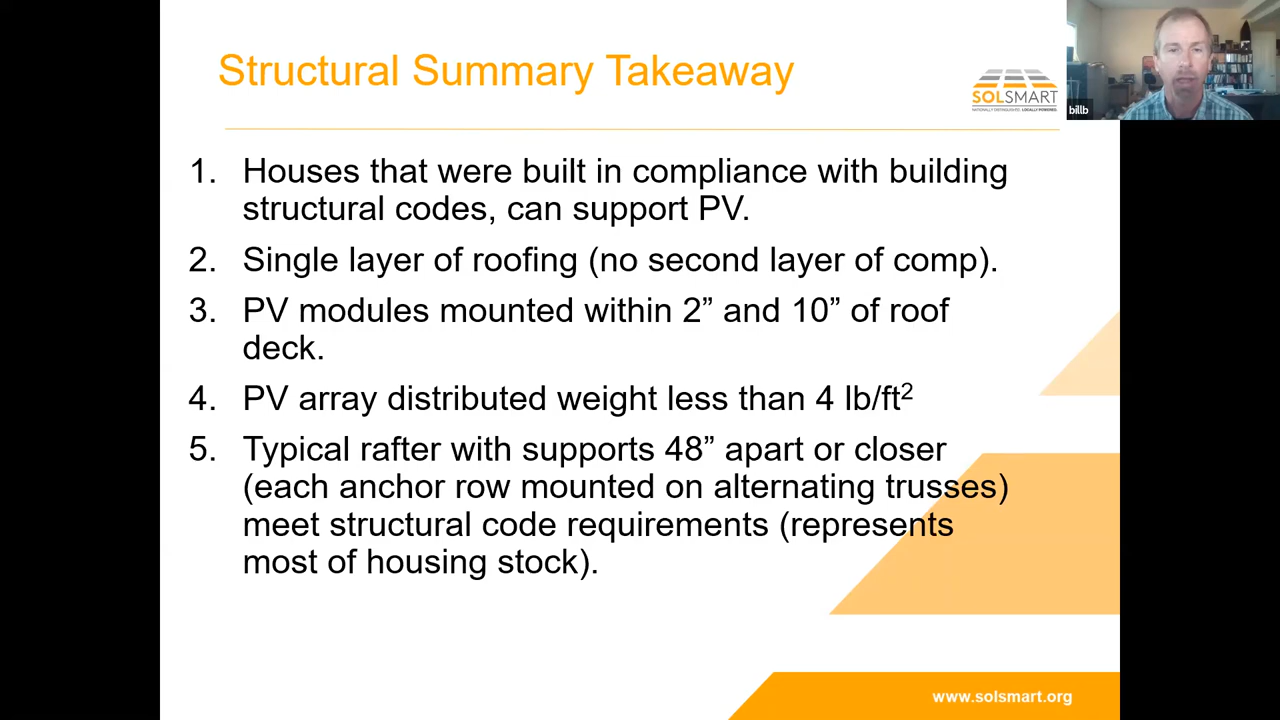 Structural Summary Takeaway
SOLSMART
NATIONALLY DISTINGUISHED. LOCALLY POWERED.
billb
1. Houses that were built in compliance with building
structural codes, can support PV.
2. Single layer of roofing (no second layer of comp).
3. PV modules mounted within 2” and 10” of roof
deck.
4. PV array distributed weight less than 4 lb/ft²
5. Typical rafter with supports 48” apart or closer
(each anchor row mounted on alternating trusses)
meet structural code requirements (represents
most of housing stock).
www.solsmart.org